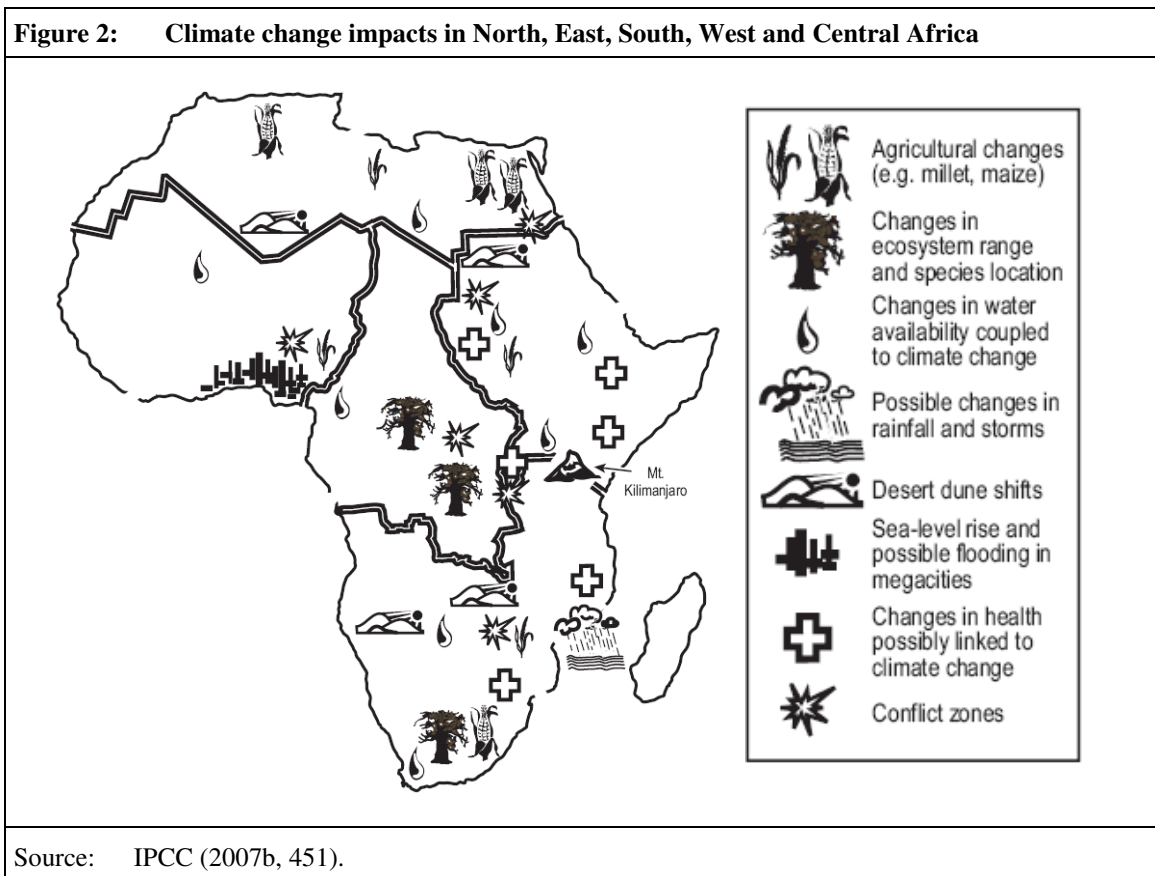 Figure 2: Climate change impacts in North, East, South, West and Central Africa
Mt.
Kilimanjaro
Agricultural changes
(e.g. millet, maize)
Changes in
ecosystem range
and species location
Changes in water
availability coupled
to climate change
Possible changes in
rainfall and storms
Desert dune shifts
Sea-level rise and
possible flooding in
megacities
Changes in health
possibly linked to
climate change
Conflict zones
Source: IPCC (2007b, 451).